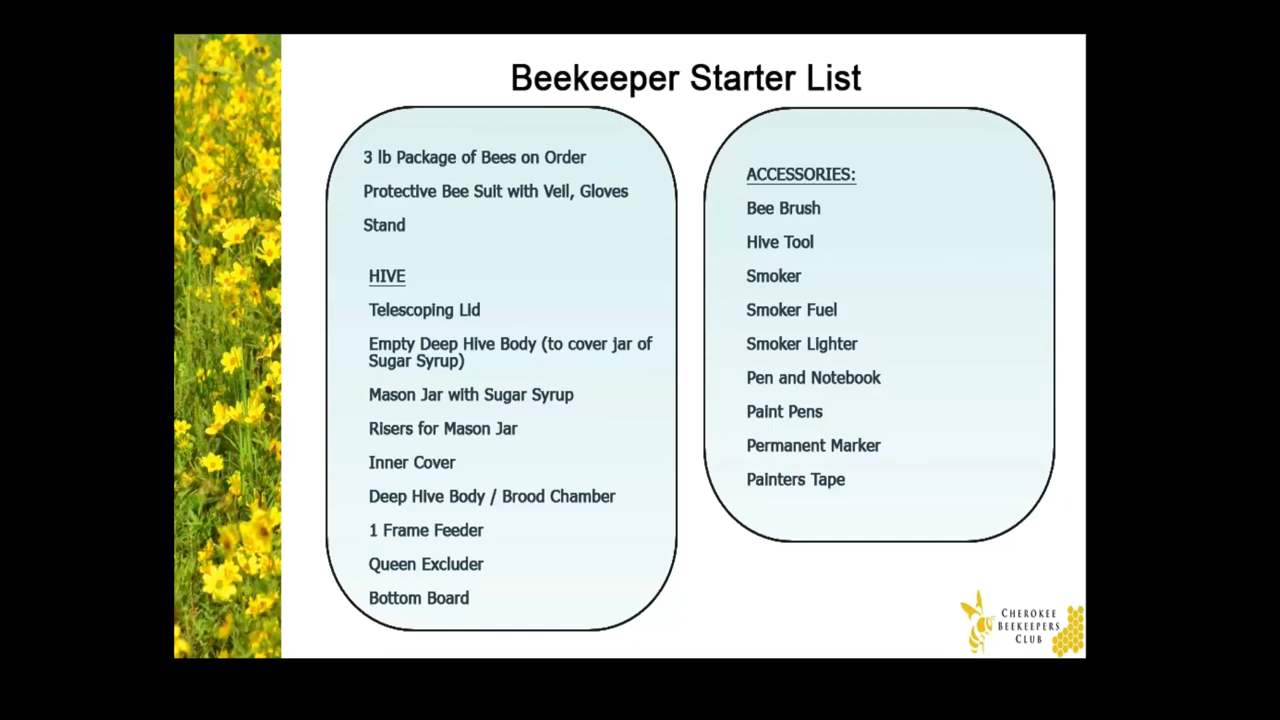 Beekeeper Starter List
3 lb Package of Bees on Order
Protective Bee Suit with Veil, Gloves
Stand
HIVE
Telescoping Lid
Empty Deep Hive Body (to cover jar of
Sugar Syrup)
Mason Jar with Sugar Syrup
Risers for Mason Jar
Inner Cover
Deep Hive Body / Brood Chamber
1 Frame Feeder
Queen Excluder
Bottom Board
ACCESSORIES:
Bee Brush
Hive Tool
Smoker
Smoker Fuel
Smoker Lighter
Pen and Notebook
Paint Pens
Permanent Marker
Painters Tape
CHEROKEE
BEEKEEPERS
CLUB